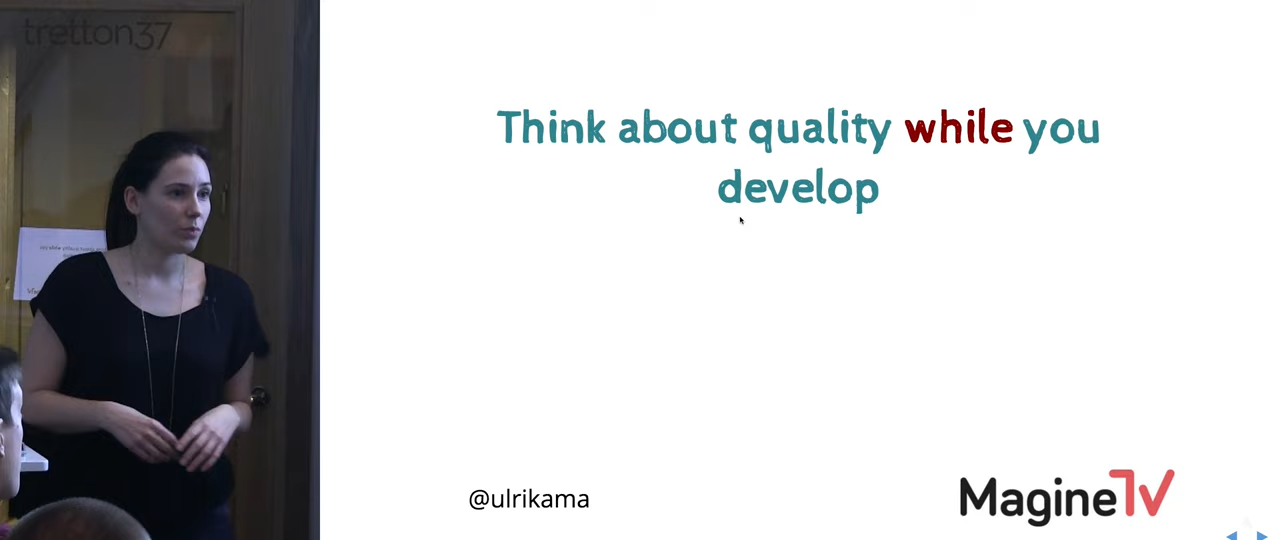 tretton37
Think about quality while you
develop
@ulrikama
MagineTV